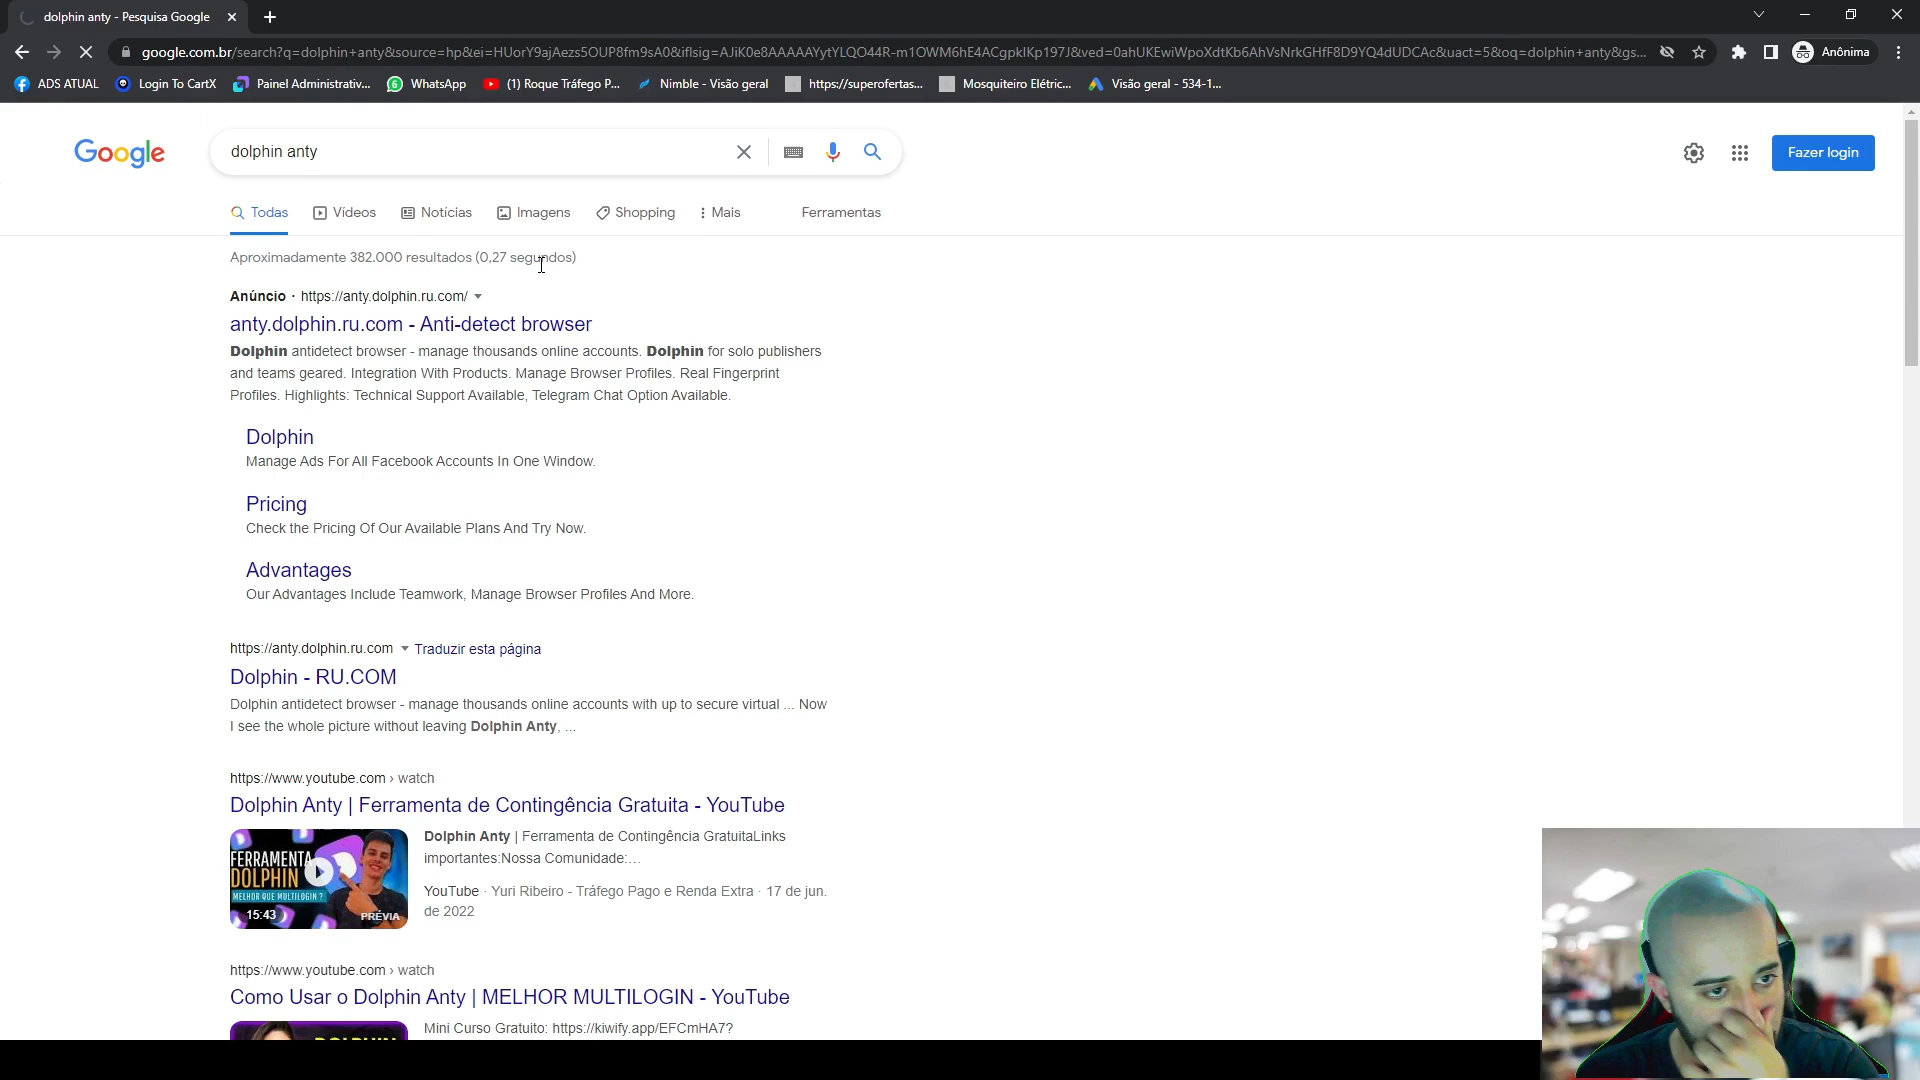 dolphin anty - Pesquisa Google
google.com.br/search?q=dolphin+anty&source=hp&ei=HUorY9ajAezs5OUP8fm9sA0&iflsig=AJiK0e8AAAAAYytYLQO44R-m1OWM6hE4ACgpkIKp197J&ved=0ahUKEwiWpoXdtKb6AhVsNrkGHfF8D9YQ4dUDCAc&uact=5&oq=dolphin+anty&gs...
Anônima
ADS ATUAL
Login To CartX
Painel Administrativ...
WhatsApp
(1) Roque Tráfego P...
Nimble - Visão geral
https://superofertas...
Mosquiteiro Elétric...
Visão geral - 534-1...
Google
dolphin anty
Fazer login
Todas
Vídeos
Notícias
Imagens
Shopping
Mais
Ferramentas
Aproximadamente 382.000 resultados (0,27 segundos)
Anúncio · https://anty.dolphin.ru.com/
anty.dolphin.ru.com - Anti-detect browser
Dolphin antidetect browser - manage thousands online accounts. Dolphin for solo publishers
and teams geared. Integration With Products. Manage Browser Profiles. Real Fingerprint
Profiles. Highlights: Technical Support Available, Telegram Chat Option Available.
Dolphin
Manage Ads For All Facebook Accounts In One Window.
Pricing
Check the Pricing Of Our Available Plans And Try Now.
Advantages
Our Advantages Include Teamwork, Manage Browser Profiles And More.
https://anty.dolphin.ru.com
Traduzir esta página
Dolphin - RU.COM
Dolphin antidetect browser - manage thousands online accounts with up to secure virtual ... Now
I see the whole picture without leaving Dolphin Anty, ...
https://www.youtube.com › watch
Dolphin Anty | Ferramenta de Contingência Gratuita - YouTube
FERRAMENTA
DOLPHIN
MELHOR QUE MULTILOGIN ?
15:43
PRÉVIA
Dolphin Anty | Ferramenta de Contingência GratuitaLinks
importantes:Nossa Comunidade:...
YouTube · Yuri Ribeiro - Tráfego Pago e Renda Extra · 17 de jun.
de 2022
https://www.youtube.com › watch
Como Usar o Dolphin Anty | MELHOR MULTILOGIN - YouTube
Mini Curso Gratuito: https://kiwify.app/EFCmHA7?